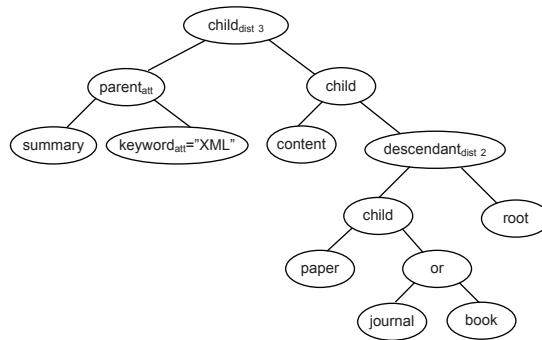 child dist 3
parent att
child
summary
keyword att="XML"
content
descendant dist 2
child
root
paper
or
journal
book